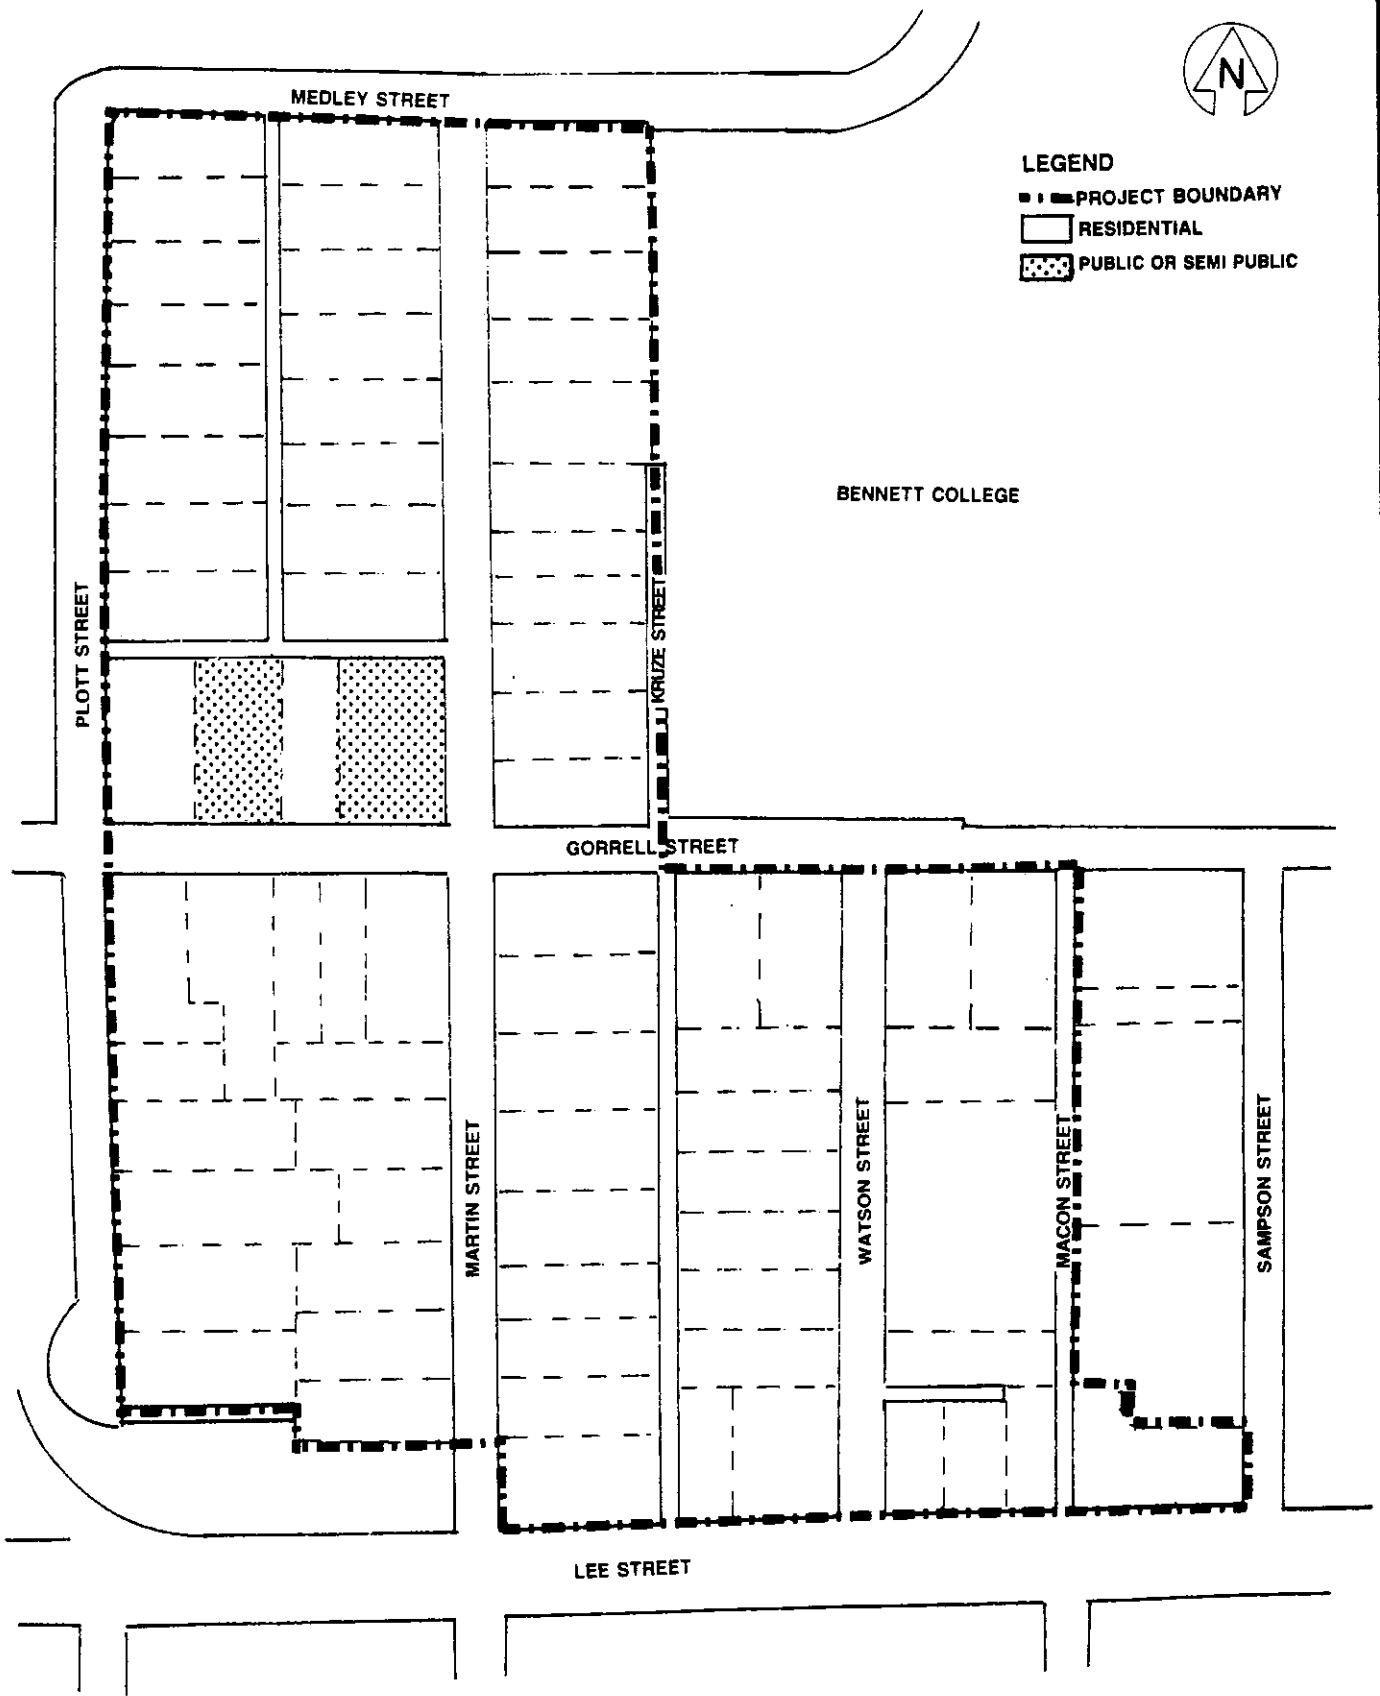 MEDLEY STREET
N
LEGEND
PROJECT BOUNDARY
RESIDENTIAL
PUBLIC OR SEMI PUBLIC
BENNETT COLLEGE
PLOTT STREET
KRUZE STREET
GORRELL STREET
MARTIN STREET
WATSON STREET
MACON STREET
SAMPSON STREET
LEE STREET